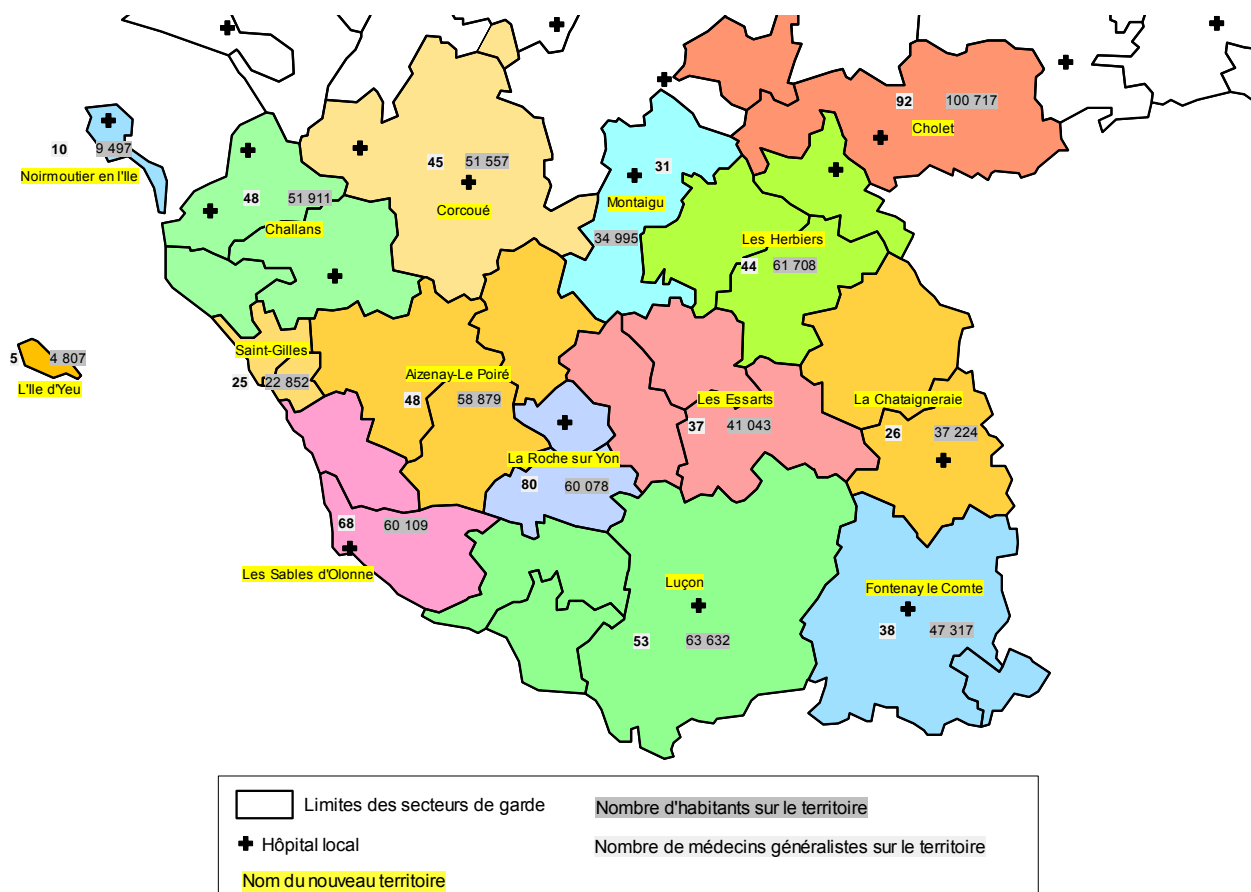 92 100 717
Cholet
10 9 497
Noirmoutier en l'Ile
45 51 557
Corcoué
31
Montaigu
34 995
48 51 911
Challans
Les Herbiers
44 61 708
Saint-Gilles
25 22 852
5 4 807
L'Ile d'Yeu
Aizenay-Le Poiré
48 58 879
Les Essarts
37 41 043
La Chataigneraie
26 37 224
La Roche sur Yon
80 60 078
68 60 109
Les Sables d'Olonne
Luçon
53 63 632
Fontenay le Comte
38 47 317
Limites des secteurs de garde
Nombre d'habitants sur le territoire
Hôpital local
Nombre de médecins généralistes sur le territoire
Nom du nouveau territoire